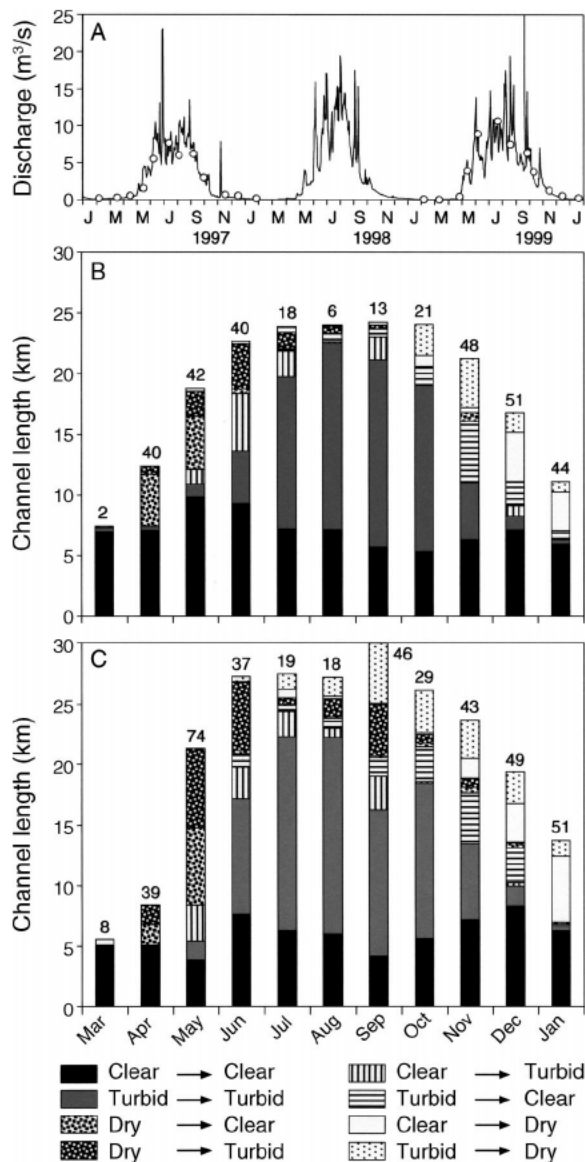 A
Discharge (m³/s)
25
20
15
10
5
0
J M M J S N J M M J S N J M M J S N J
1997 1998 1999
B
Channel length (km)
30
25
20
15
10
5
0
2 40 42 40 18 6 13 21 48 51 44
C
Channel length (km)
30
25
20
15
10
5
0
8 39 74 37 19 18 46 29 43 49 51
Mar Apr May Jun Jul Aug Sep Oct Nov Dec Jan
Clear → Clear Clear → Turbid
Turbid → Turbid Turbid → Clear
Dry → Clear Clear → Dry
Dry → Turbid Turbid → Dry